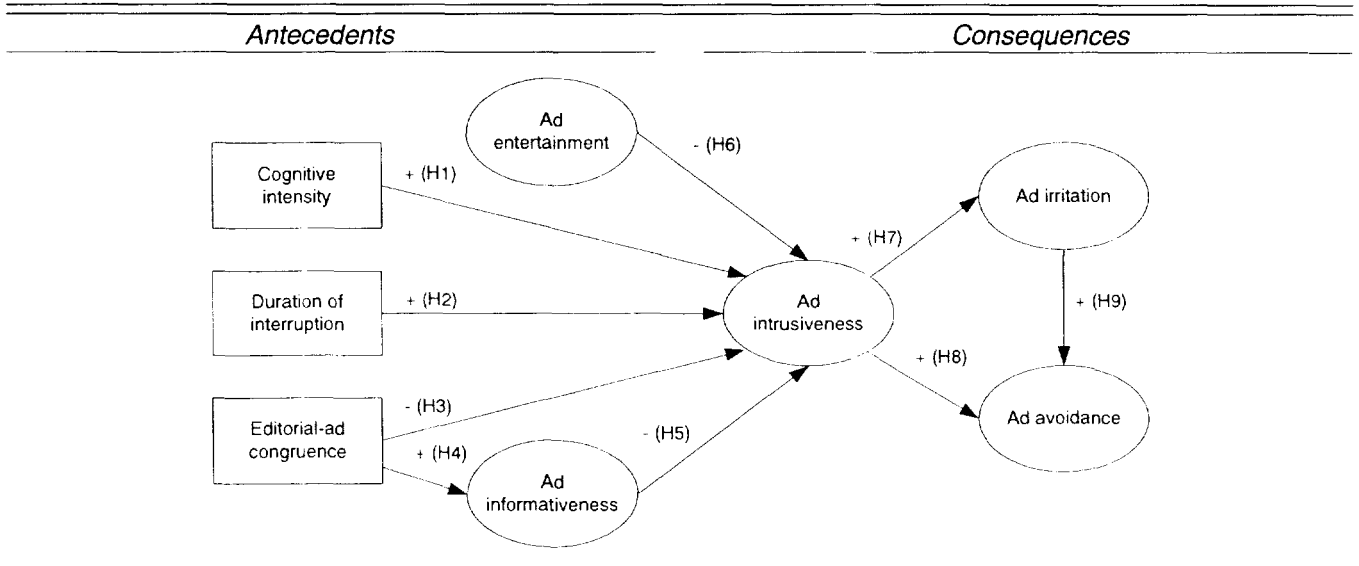 Antecedents
Consequences
Ad
entertainment
- (H6)
Cognitive
intensity
+ (H1)
Ad irritation
+ (H7)
Duration of
interruption
+ (H2)
Ad
intrusiveness
+ (H9)
+ (H8)
- (H3)
Editorial-ad
congruence
+ (H4)
- (H5)
Ad avoidance
Ad
informativeness